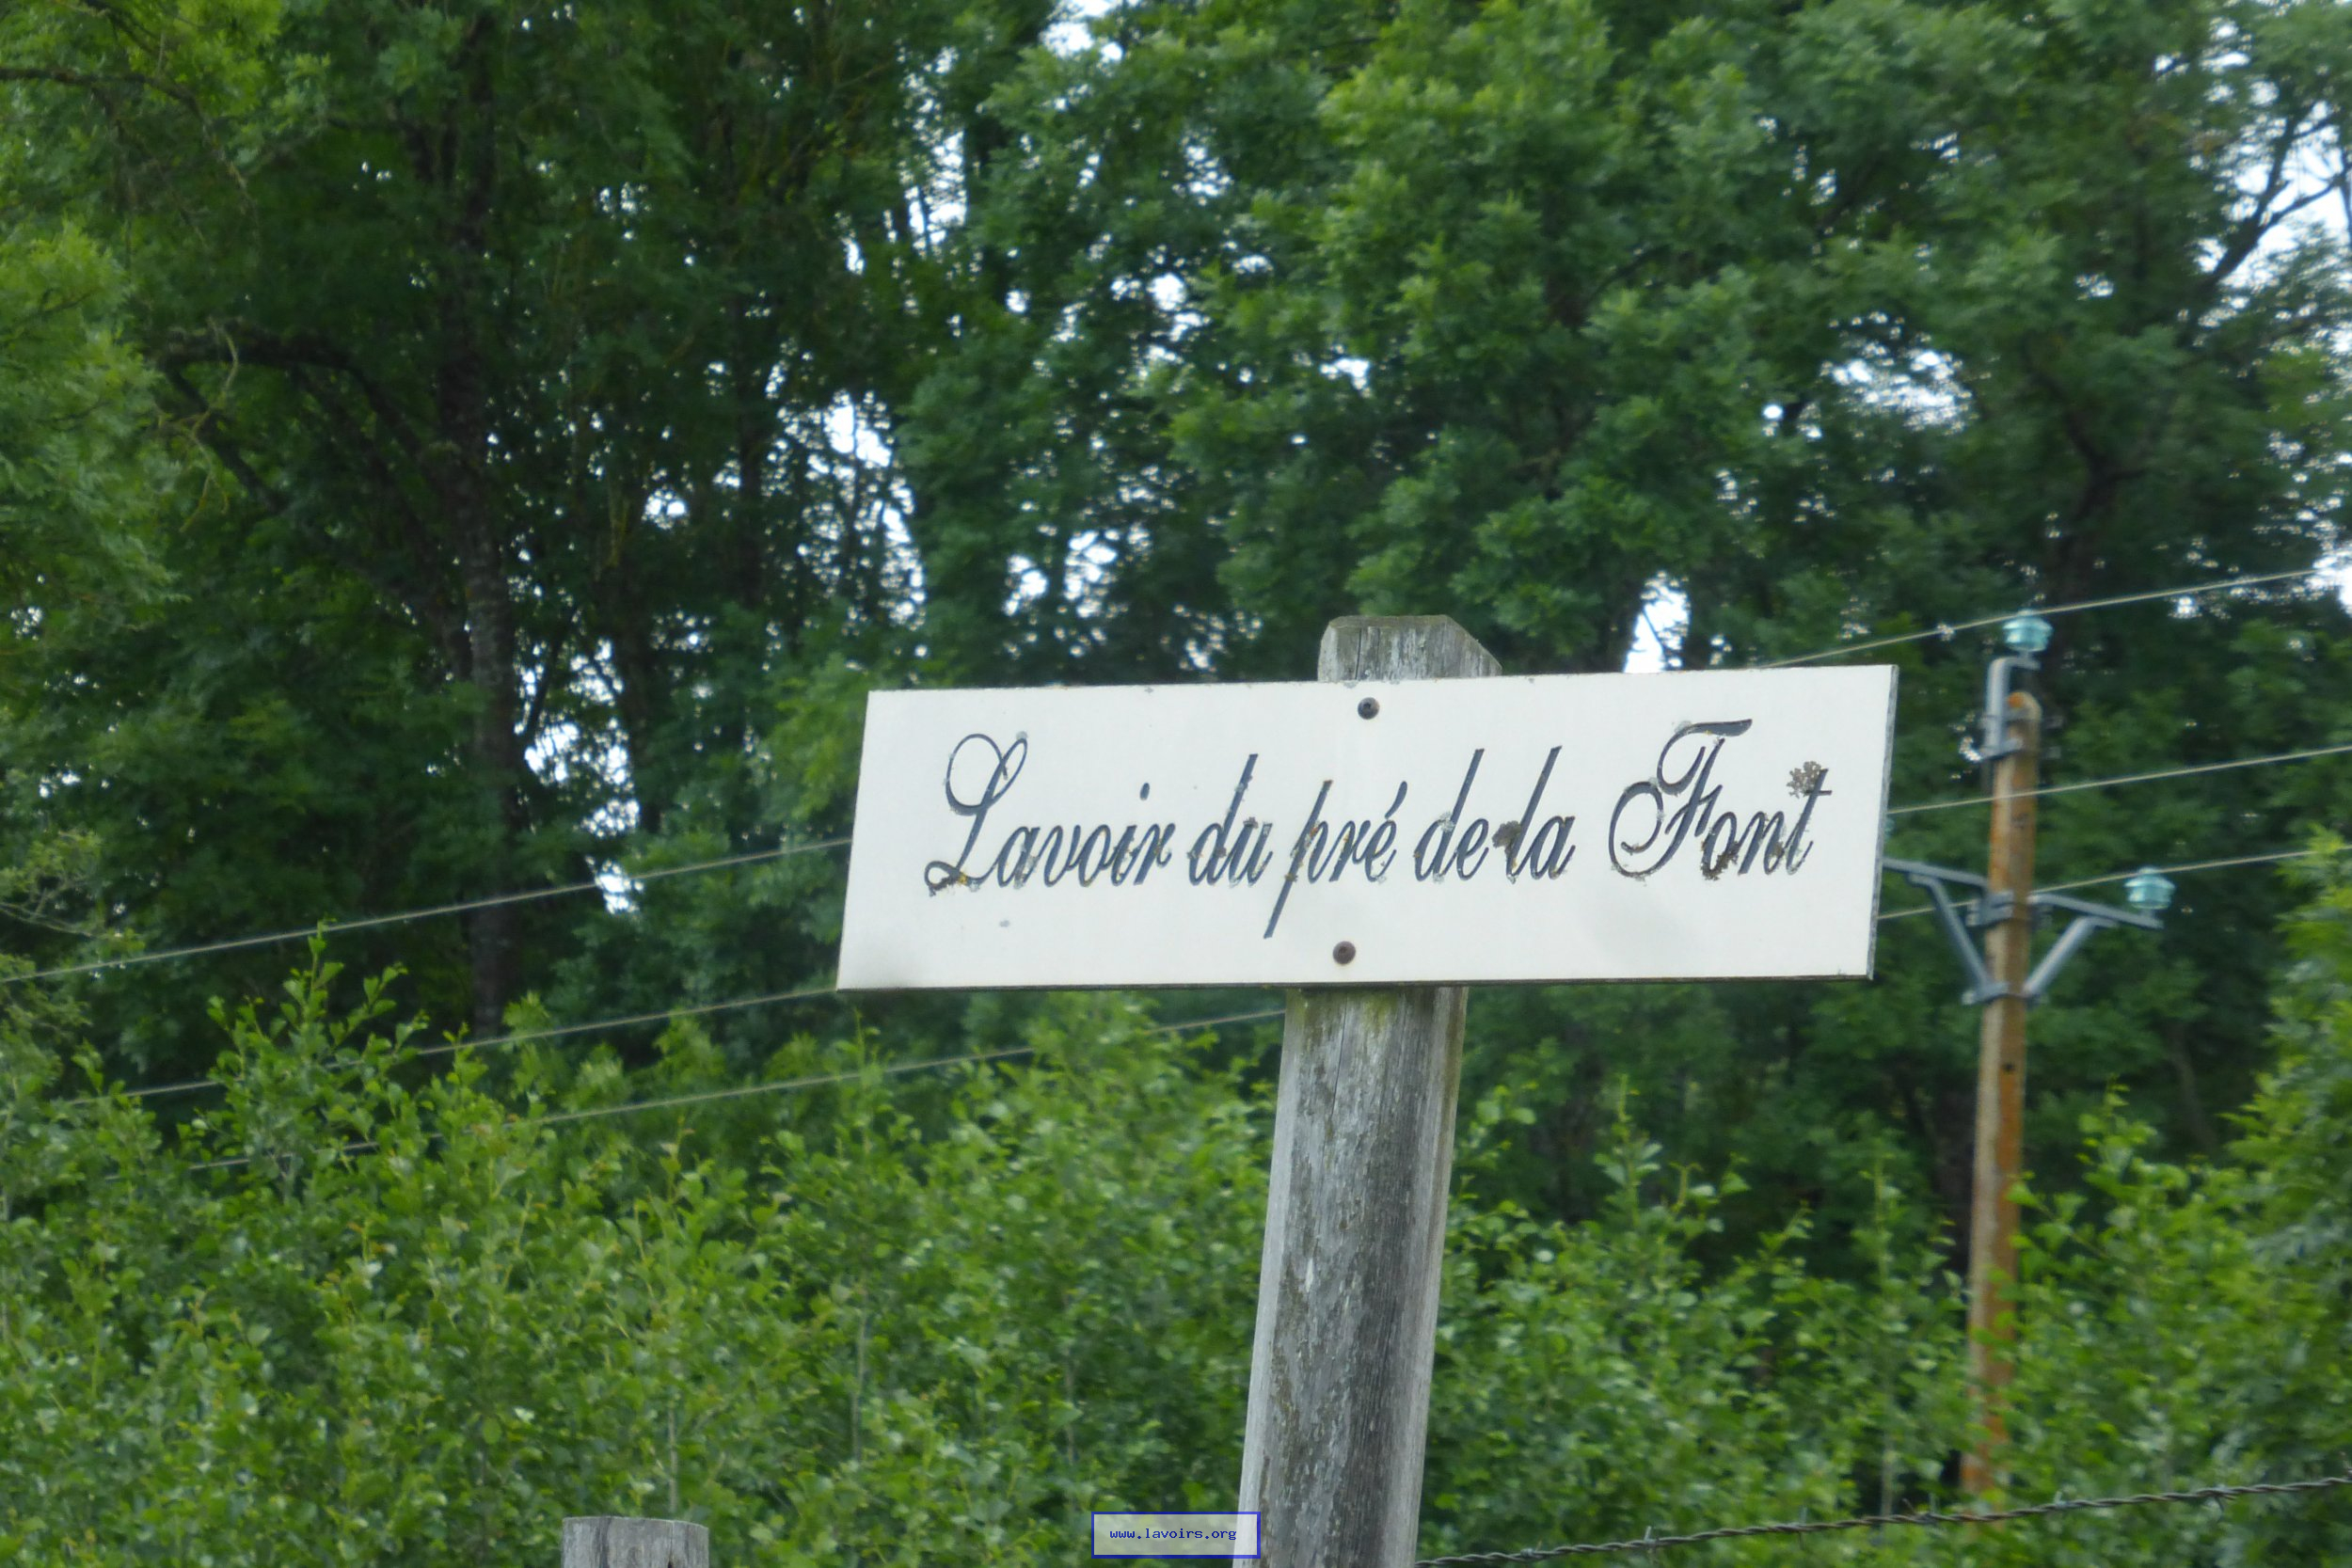 Lavoir du pré de la Font
www.lavoirs.org